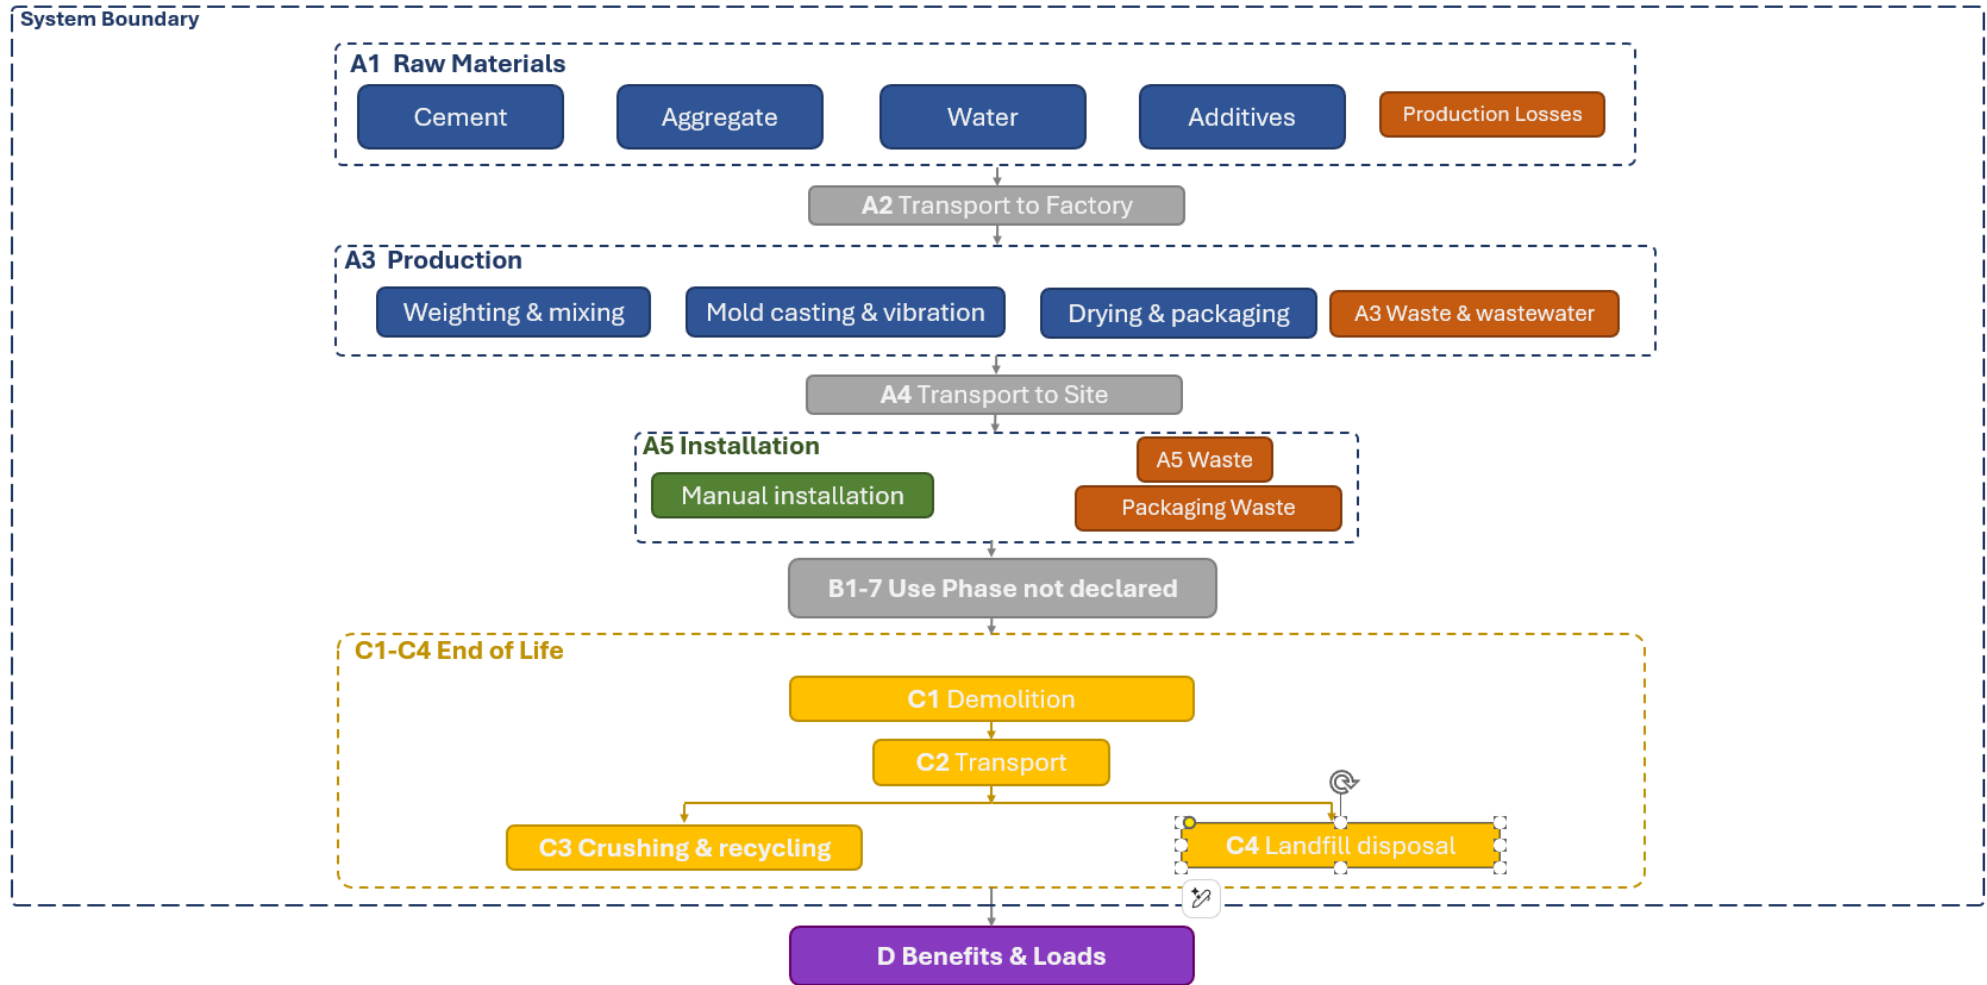 System Boundary
A1 Raw Materials
Cement
Aggregate
Water
Additives
Production Losses
A2 Transport to Factory
A3 Production
Weighting & mixing
Mold casting & vibration
Drying & packaging
A3 Waste & wastewater
A4 Transport to Site
A5 Installation
A5 Waste
Manual installation
Packaging Waste
B1-7 Use Phase not declared
C1-C4 End of Life
C1 Demolition
C2 Transport
C3 Crushing & recycling
C4 Landfill disposal
D Benefits & Loads